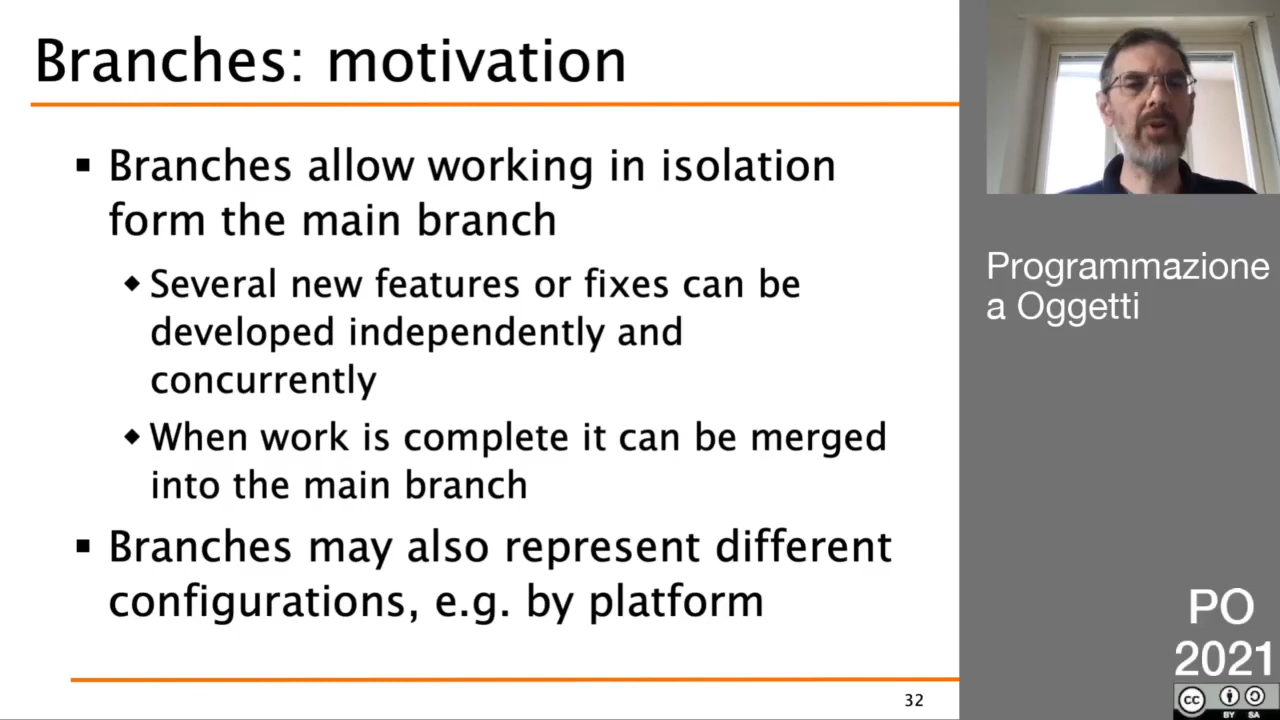 Branches: motivation
▪ Branches allow working in isolation
form the main branch
◆ Several new features or fixes can be
developed independently and
concurrently
◆ When work is complete it can be merged
into the main branch
▪ Branches may also represent different
configurations, e.g. by platform
32
Programmazione
a Oggetti
PO
2021
cc
BY SA